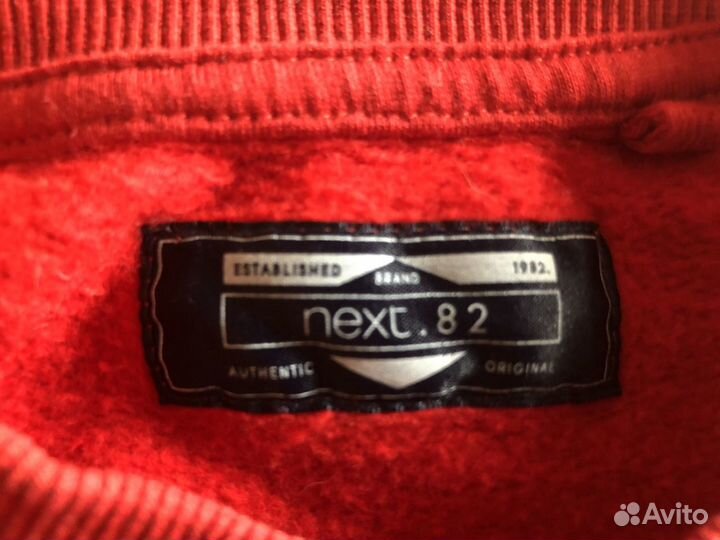 ESTABLISHED BRAND 1982.
next.82
AUTHENTIC ORIGINAL
Avito